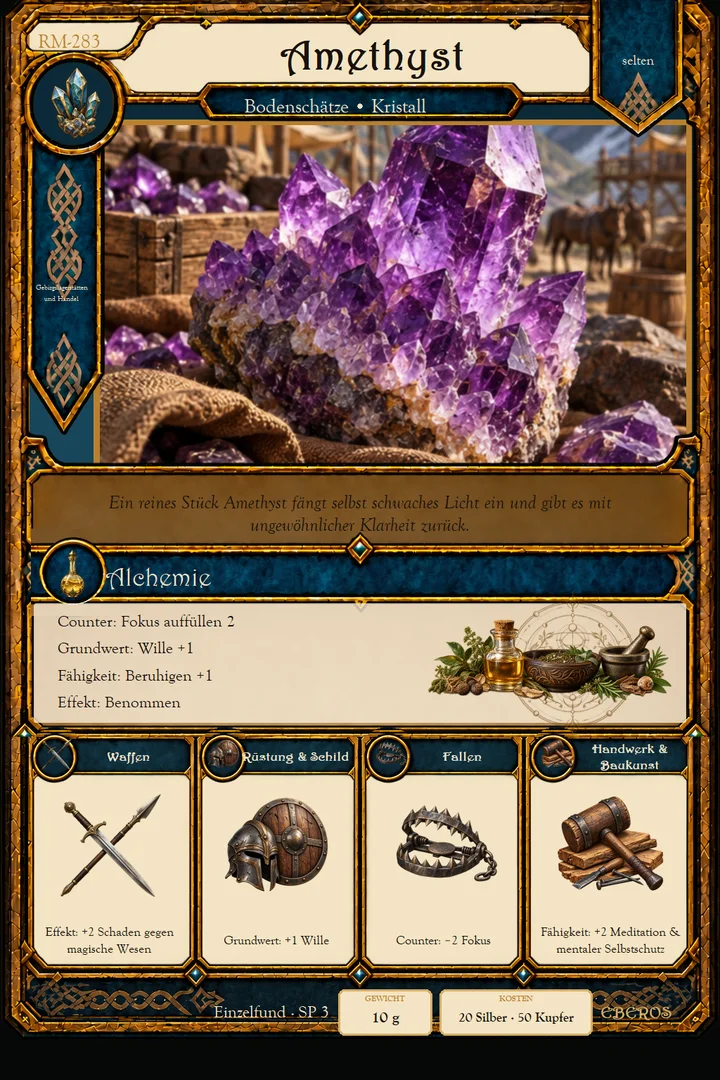 RM-283
Amethyst
selten
Bodenschätze • Kristall
Gebirgslagerstätten
und Handel
Ein reines Stück Amethyst fängt selbst schwaches Licht ein und gibt es mit
ungewöhnlicher Klarheit zurück.
Alchemie
Counter: Fokus auffüllen 2
Grundwert: Wille +1
Fähigkeit: Beruhigen +1
Effekt: Benommen
Waffen
Effekt: +2 Schaden gegen
magische Wesen
Rüstung & Schild
Grundwert: +1 Wille
Fallen
Counter: −2 Fokus
Handwerk &
Baukunst
Fähigkeit: +2 Meditation &
mentaler Selbstschutz
Einzelfund · SP 3
GEWICHT
10 g
KOSTEN
20 Silber · 50 Kupfer
EBEROS